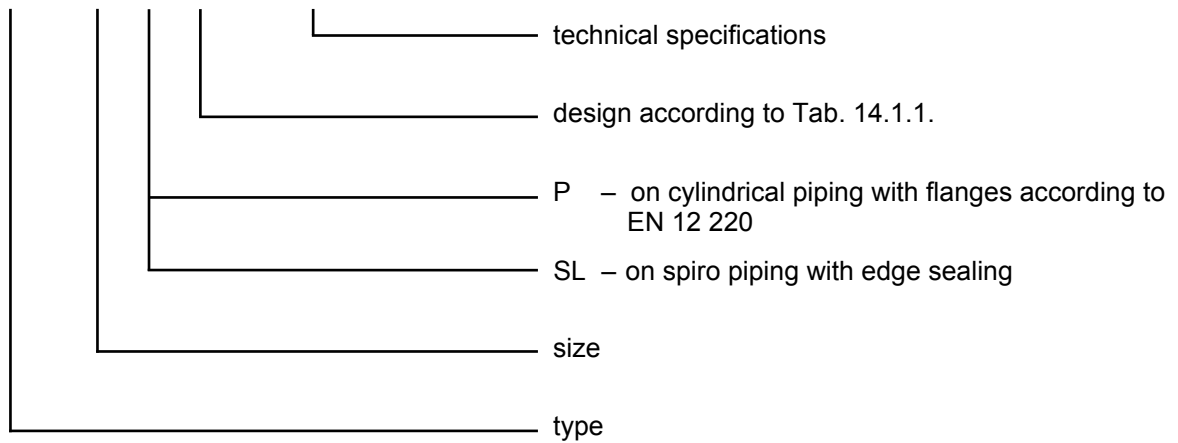 technical specifications
design according to Tab. 14.1.1.
P – on cylindrical piping with flanges according to
EN 12 220
SL – on spiro piping with edge sealing
size
type